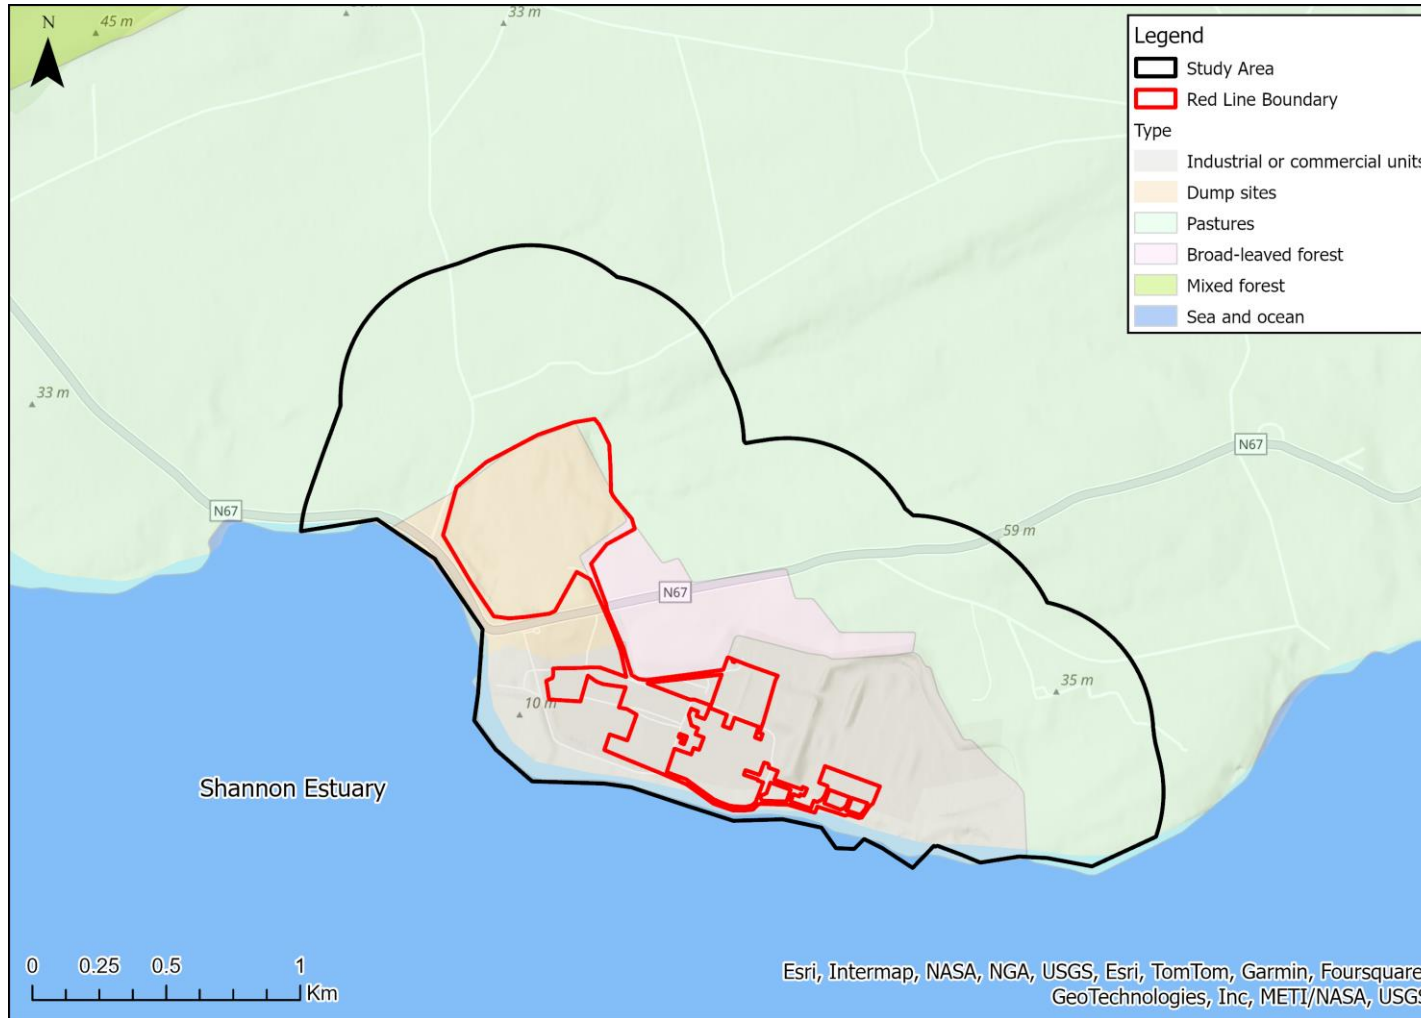 45 m
33 m
N
Legend
Study Area
Red Line Boundary
Type
Industrial or commercial units
Dump sites
Pastures
Broad-leaved forest
Mixed forest
Sea and ocean
33 m
N67
N67
59 m
N67
35 m
10 m
Shannon Estuary
0 0.25 0.5 1
Km
Esri, Intermap, NASA, NGA, USGS, Esri, TomTom, Garmin, Foursquare,
GeoTechnologies, Inc, METI/NASA, USGS